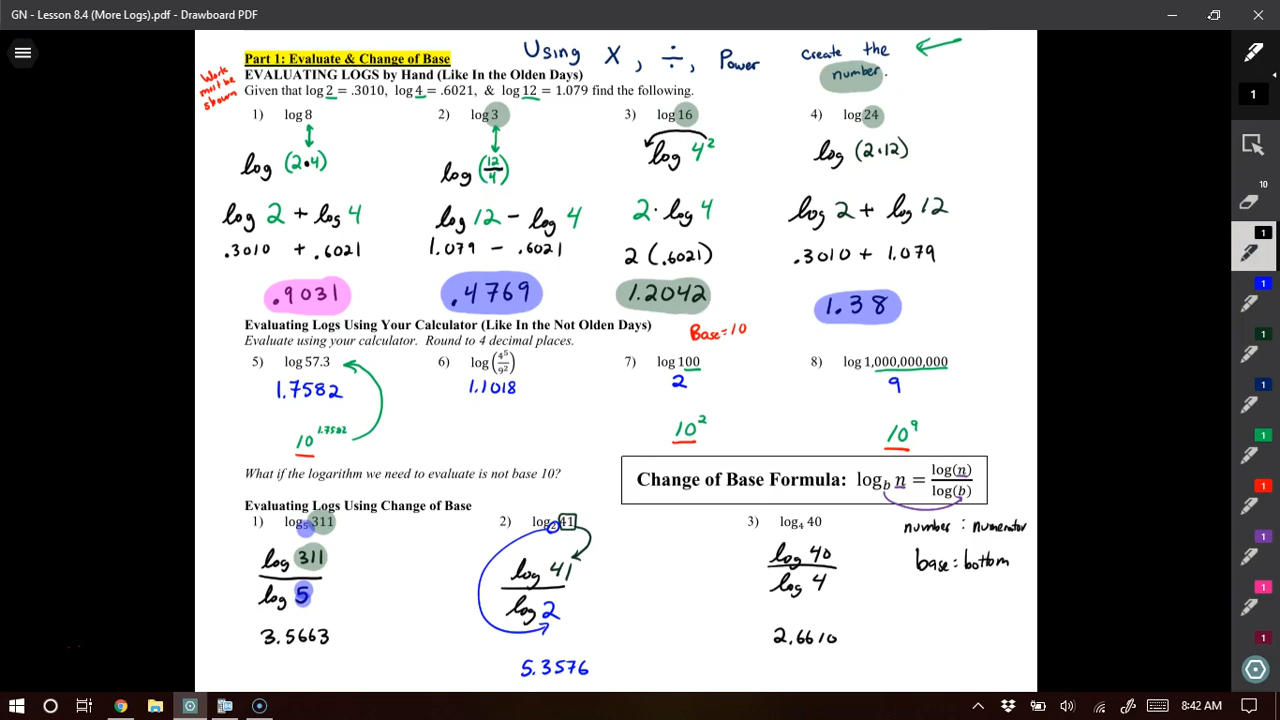 GN - Lesson 8.4 (More Logs).pdf - Drawboard PDF
Part 1: Evaluate & Change of Base
Using X , ÷ , Power
Create the number.
Work must be shown
EVALUATING LOGS by Hand (Like In the Olden Days)
Given that log 2 = .3010, log 4 = .6021, & log 12 = 1.079 find the following.
1) log 8 2) log 3 3) log 16 4) log 24
log (2•4) log (12/4) log 4² log (2·12)
log 2 + log 4 log 12 - log 4 2· log 4 log 2 + log 12
.3010 + .6021 1.079 - .6021 2 (.6021) .3010 + 1.079
.9031 .4769 1.2042 1.38
Evaluating Logs Using Your Calculator (Like In the Not Olden Days)
Base=10
Evaluate using your calculator. Round to 4 decimal places.
5) log 57.3 6) log (4⁵/9²) 7) log 100 8) log 1,000,000,000
1.7582 1.1018 2 9
10^1.7582 10² 10⁹
What if the logarithm we need to evaluate is not base 10?
Change of Base Formula: log_b n = log(n)/log(b)
Evaluating Logs Using Change of Base
1) log₅ 311 2) log₂ 41 3) log₄ 40
number : numerator
base : bottom
log 311 / log 5 log 41 / log 2 log 40 / log 4
3.5663 5.3576 2.6610
1
10
1
1
1
1
1
1
1
1
8:42 AM